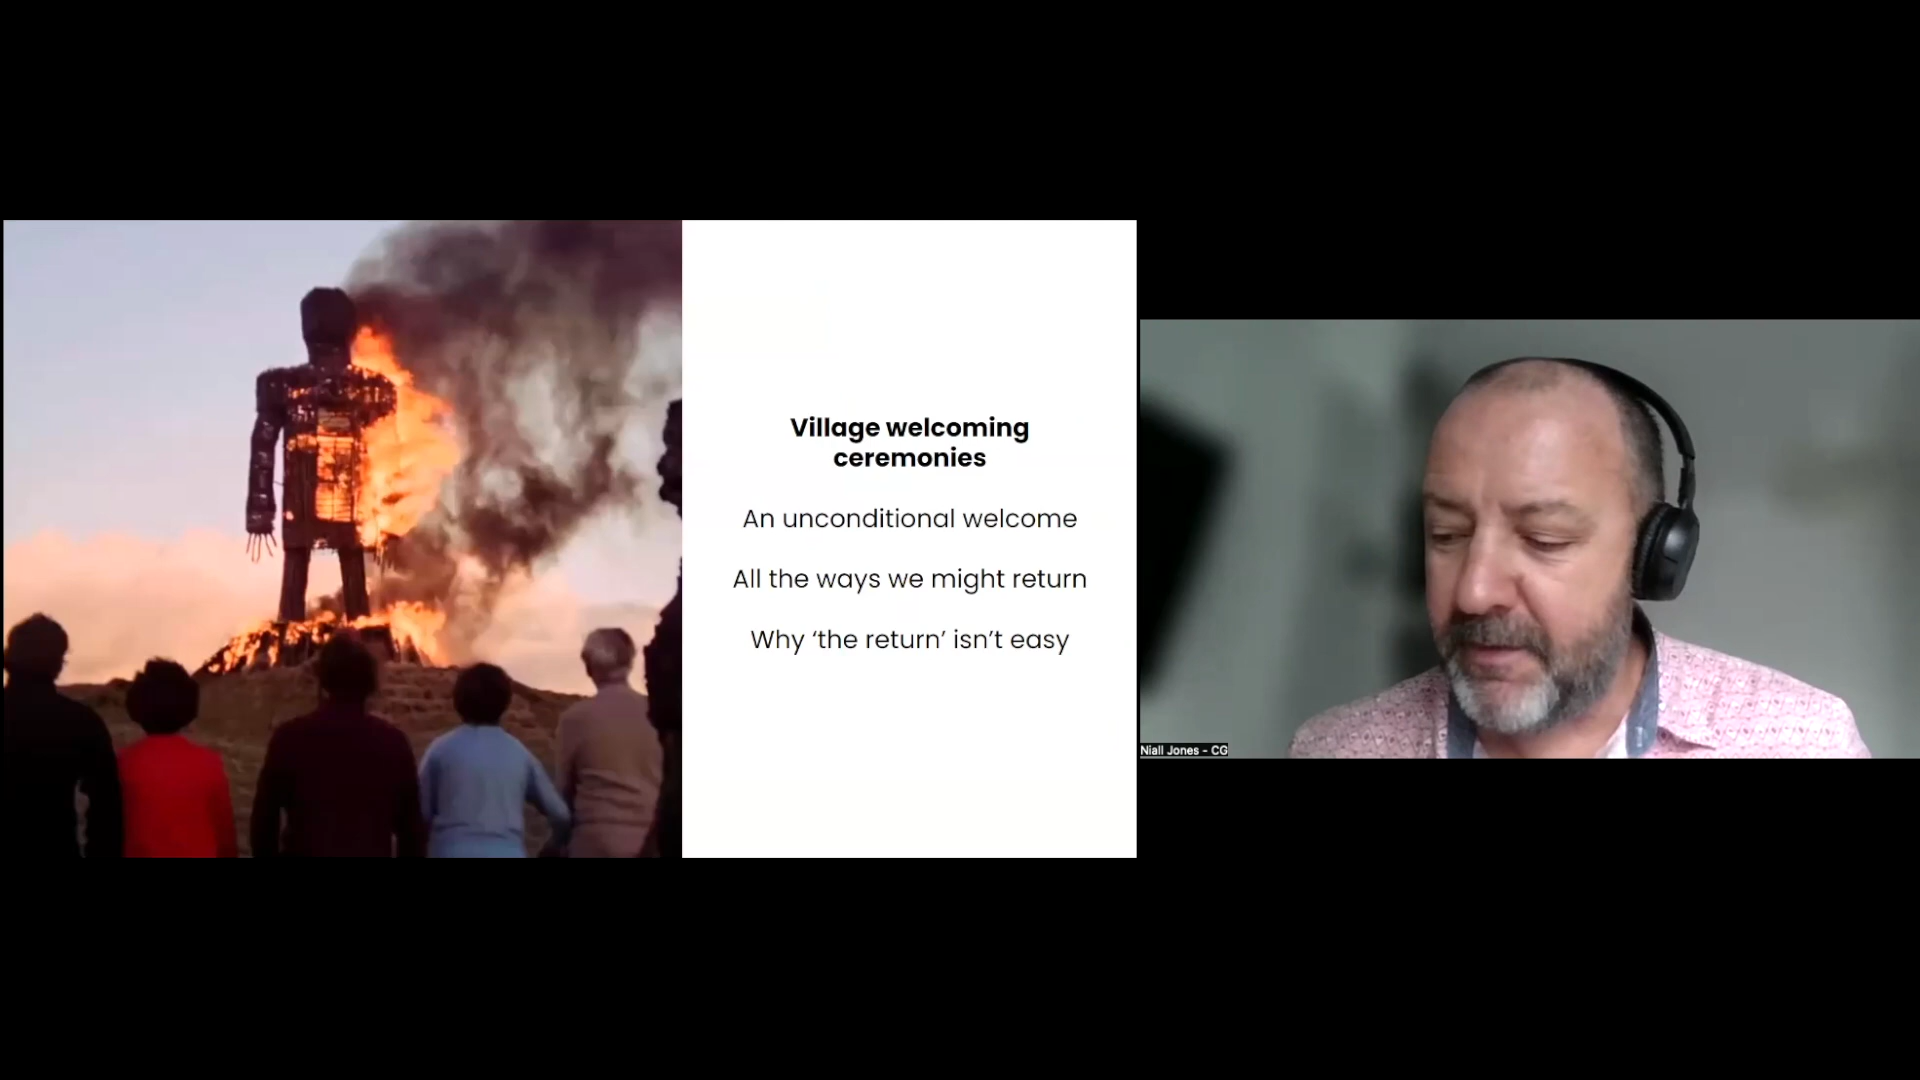 Village welcoming
ceremonies
An unconditional welcome
All the ways we might return
Why ‘the return’ isn’t easy
Niall Jones - CG